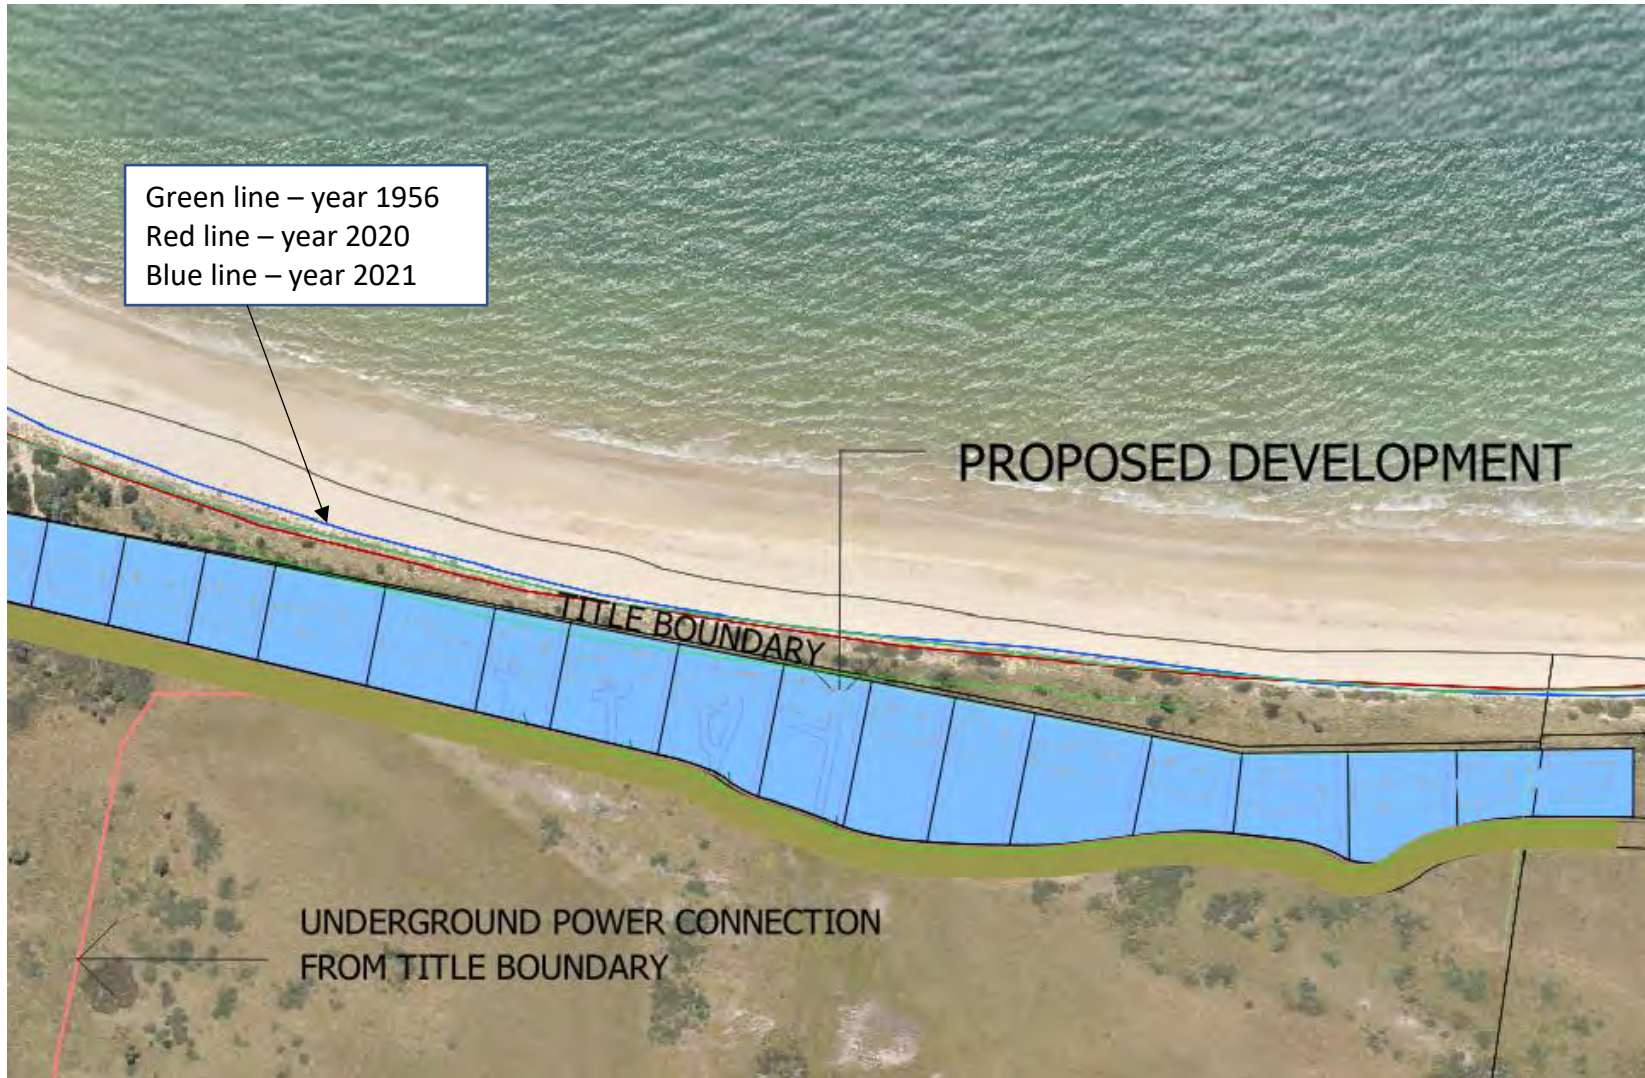 Green line – year 1956
Red line – year 2020
Blue line – year 2021
PROPOSED DEVELOPMENT
TITLE BOUNDARY
UNDERGROUND POWER CONNECTION
FROM TITLE BOUNDARY